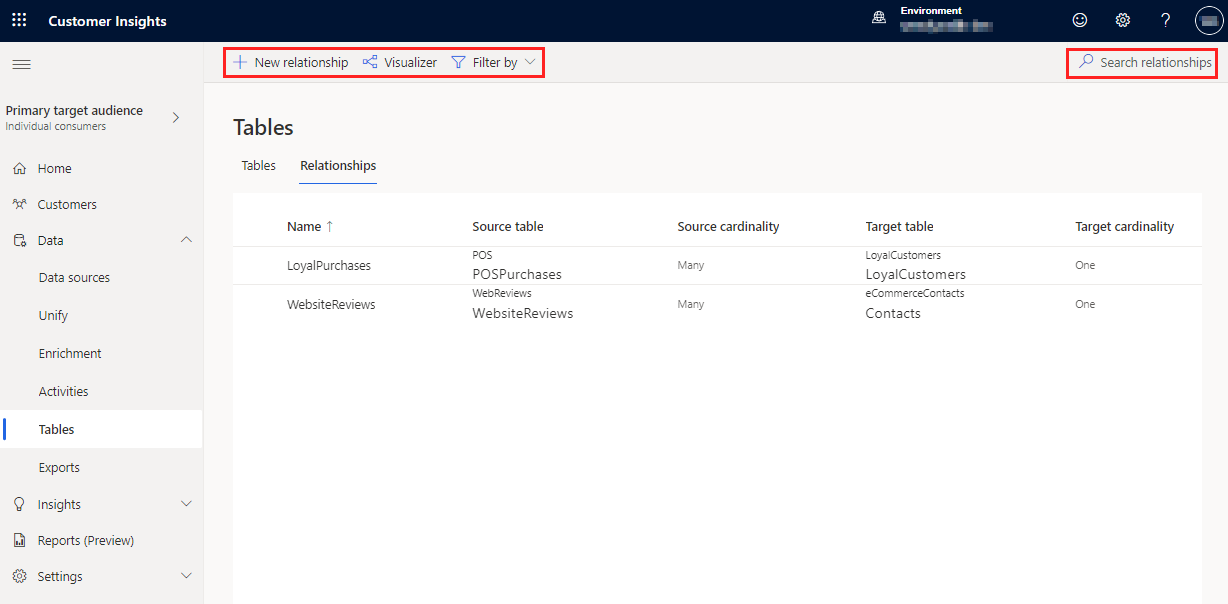 Customer Insights
Environment
New relationship Visualizer Filter by
Search relationships
Primary target audience
Individual consumers
Home
Customers
Data
Data sources
Unify
Enrichment
Activities
Tables
Exports
Insights
Reports (Preview)
Settings
Tables
Tables Relationships
Name ↑ Source table Source cardinality Target table Target cardinality
POS LoyalCustomers
LoyalPurchases Many One
POSPurchases LoyalCustomers
WebReviews eCommerceContacts
WebsiteReviews Many One
WebsiteReviews Contacts